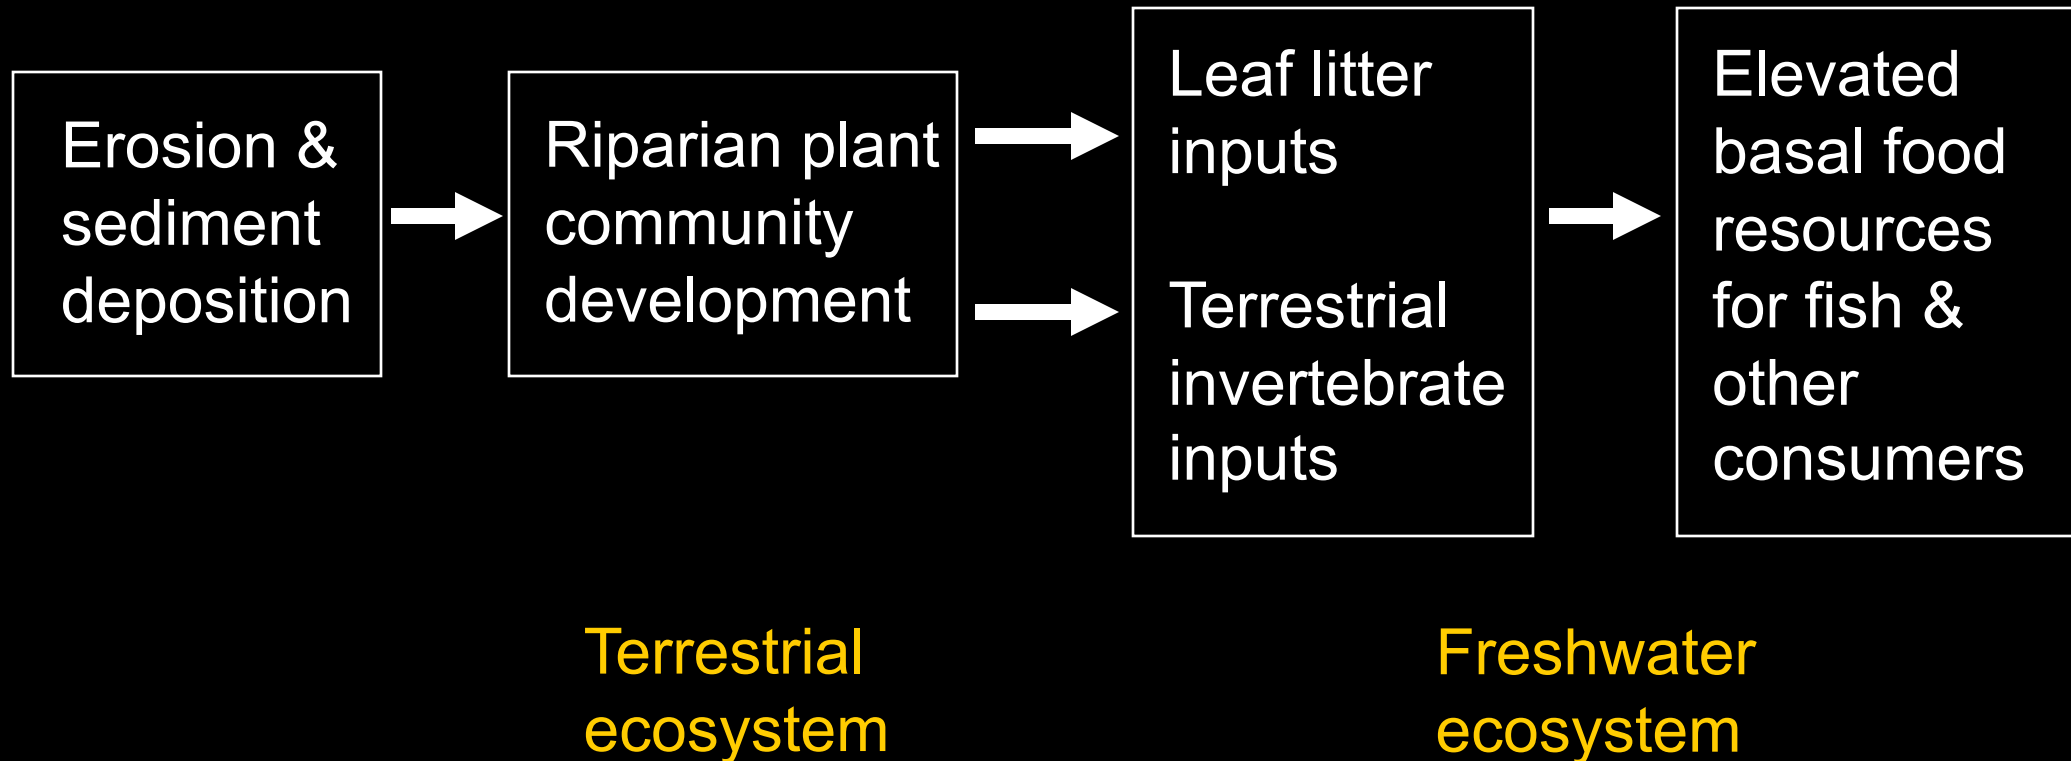 Erosion &
sediment
deposition
Riparian plant
community
development
Leaf litter
inputs
Terrestrial
invertebrate
inputs
Elevated
basal food
resources
for fish &
other
consumers
Terrestrial
ecosystem
Freshwater
ecosystem